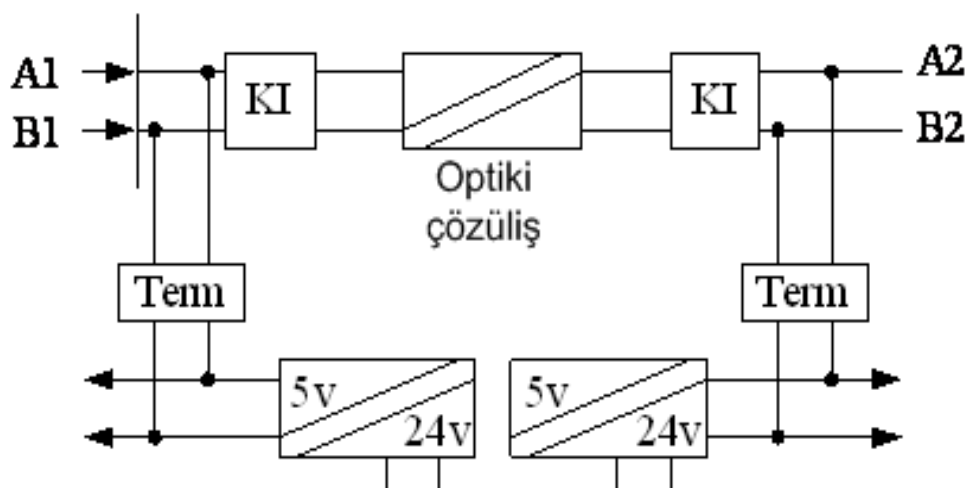 A1
B1
KI
KI
A2
B2
Optiki
çözüliş
Term
Term
5v
24v
5v
24v